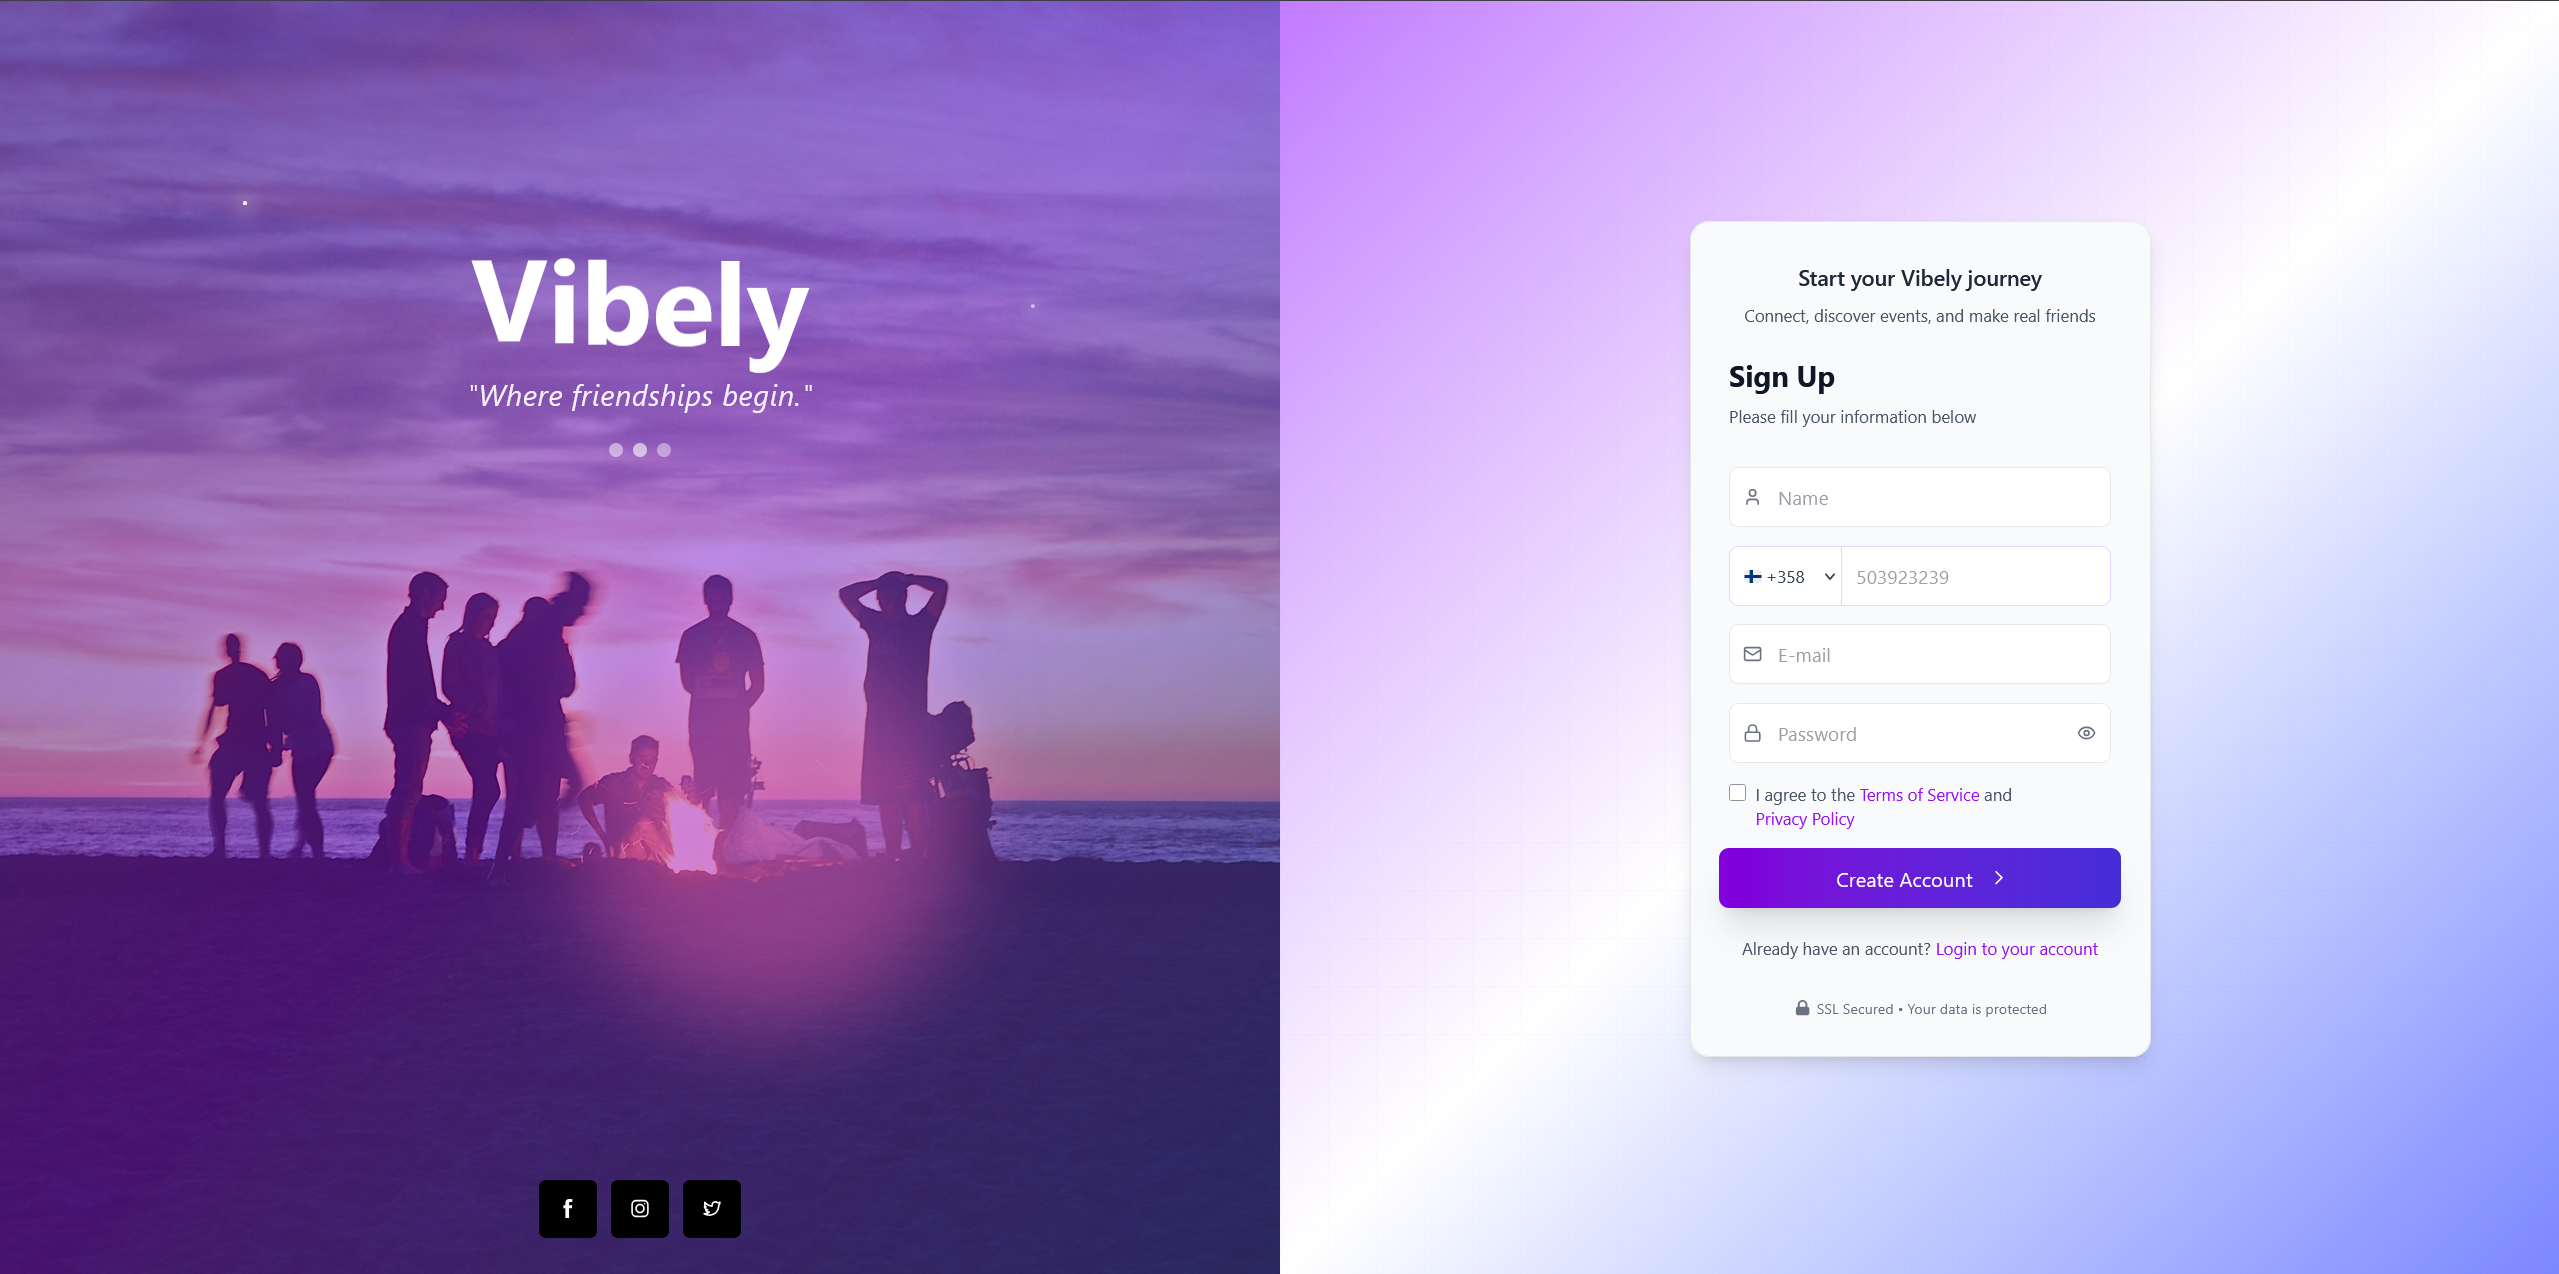 Vibely
"Where friendships begin."
Start your Vibely journey
Connect, discover events, and make real friends
Sign Up
Please fill your information below
Name
+358 503923239
E-mail
Password
I agree to the Terms of Service and
Privacy Policy
Create Account
Already have an account? Login to your account
SSL Secured • Your data is protected